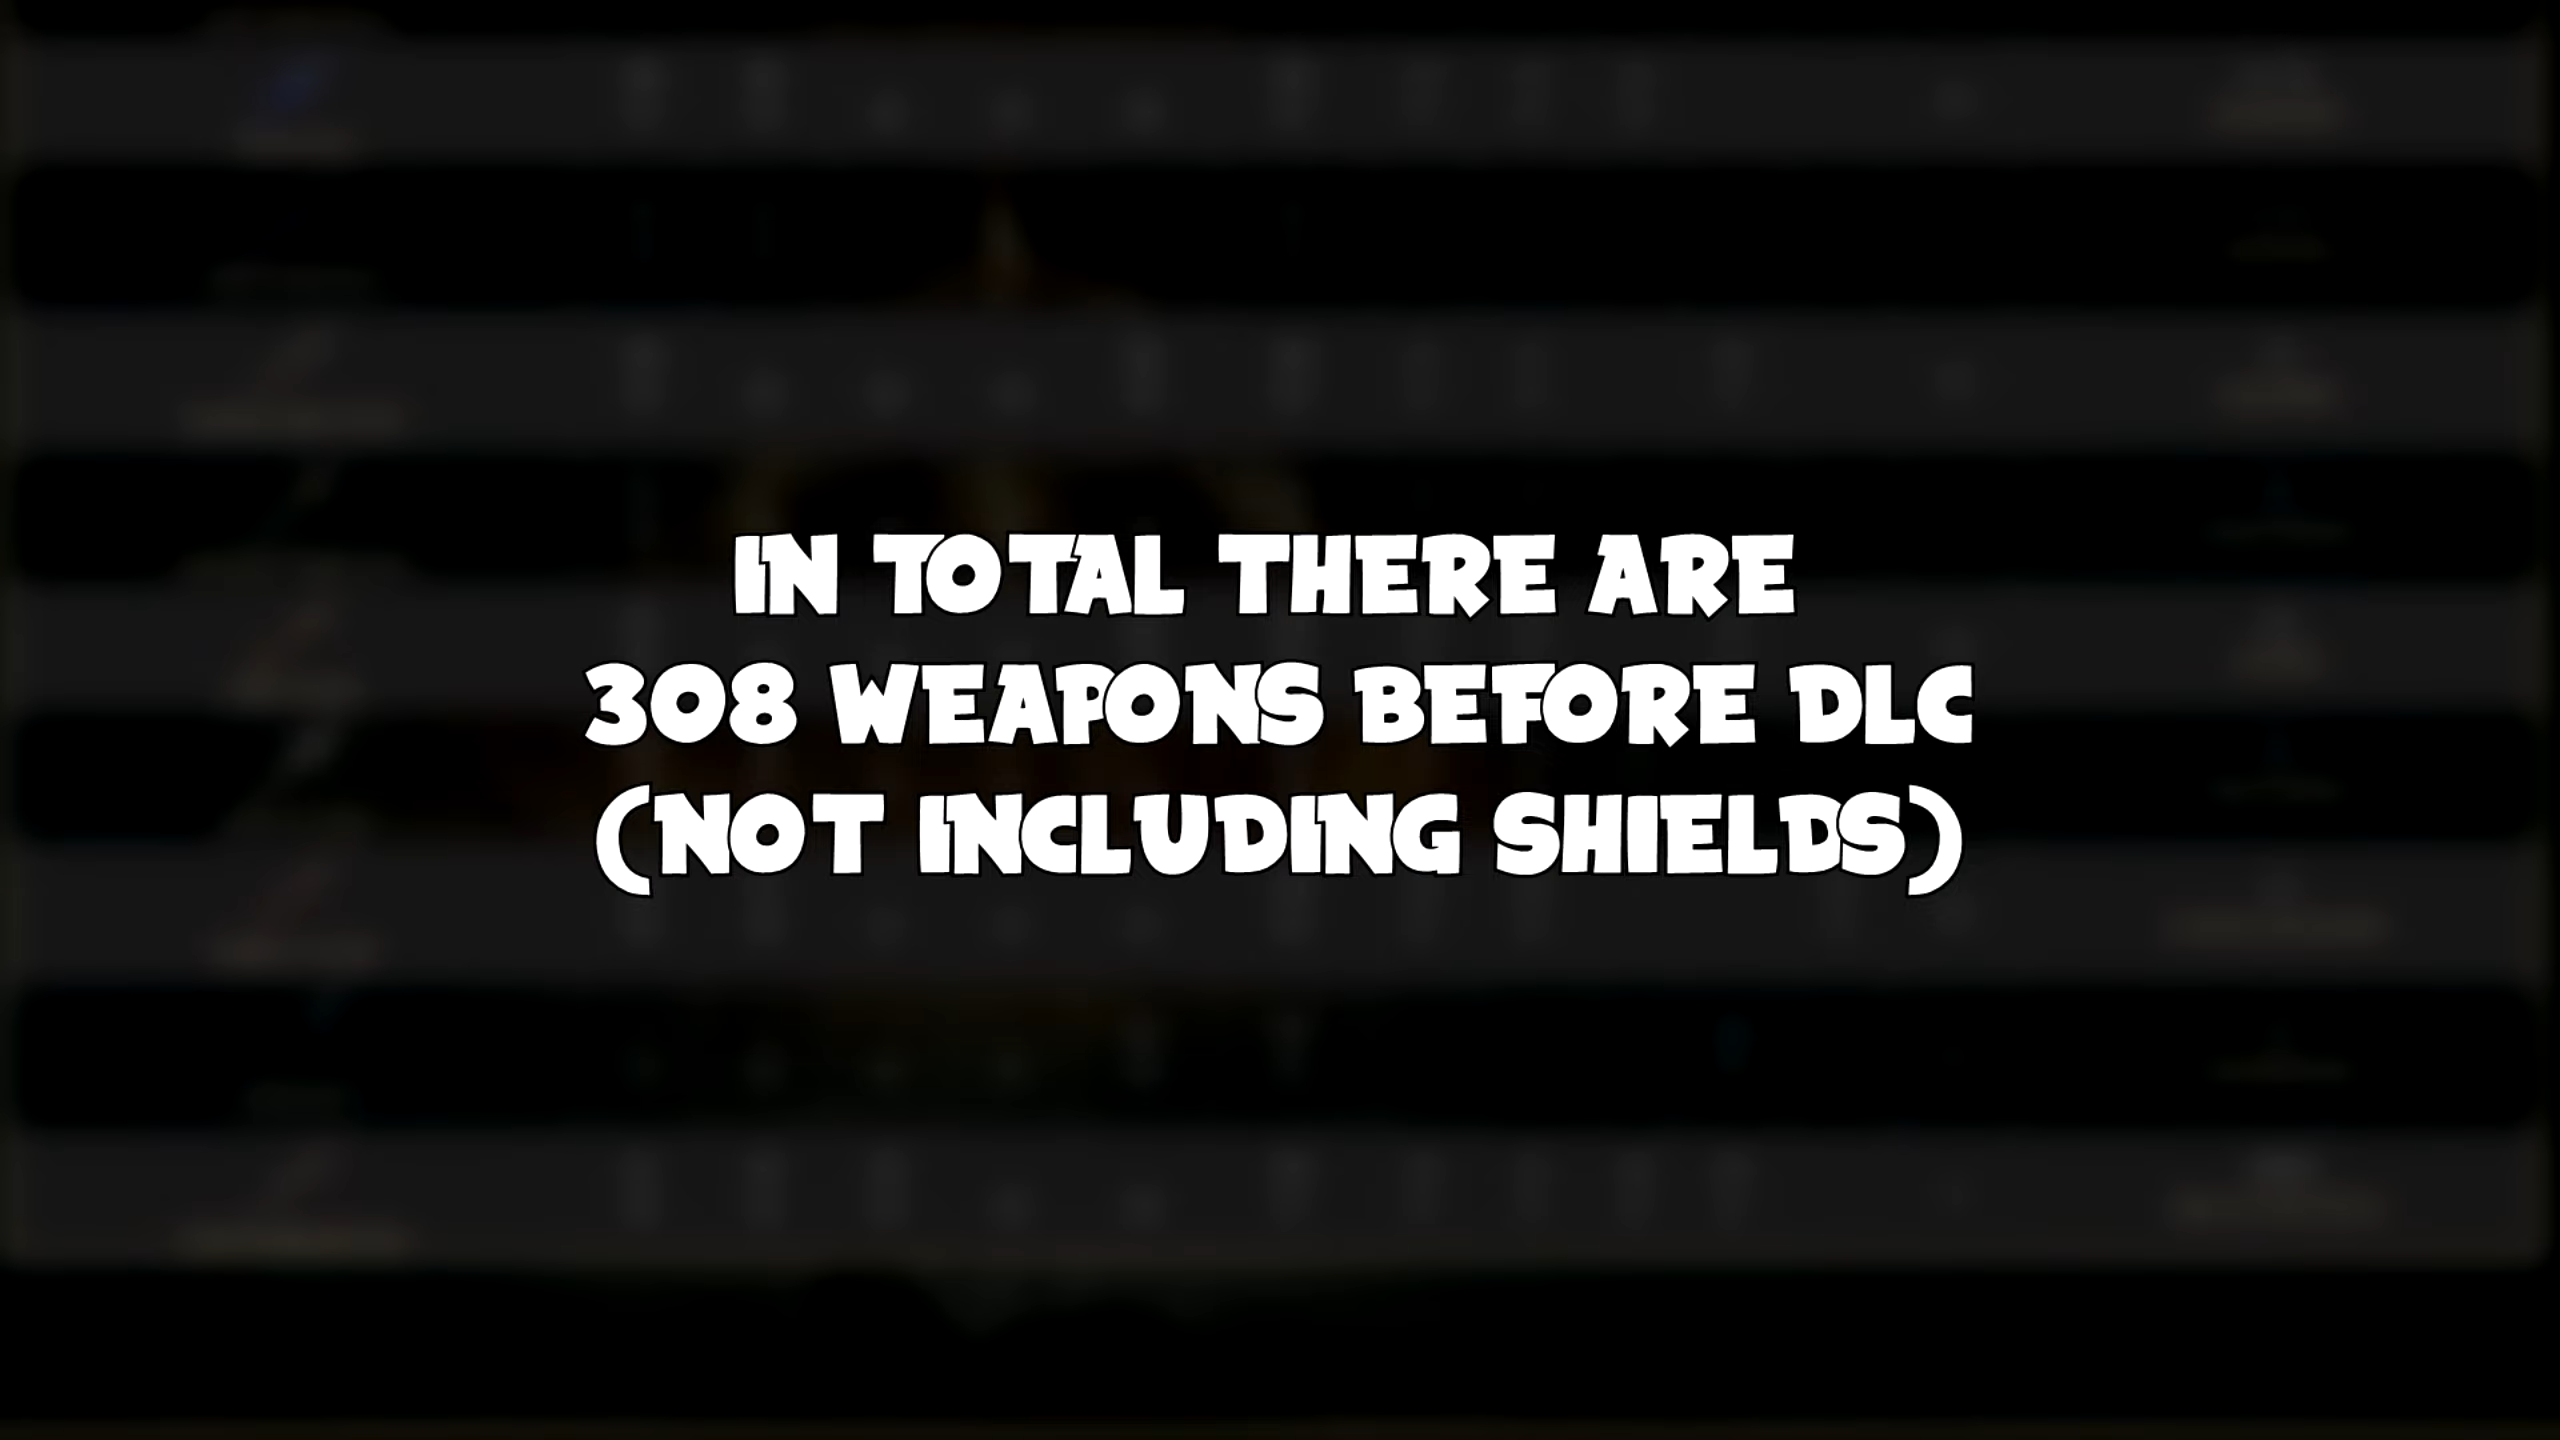 IN TOTAL THERE ARE
308 WEAPONS BEFORE DLC
(NOT INCLUDING SHIELDS)